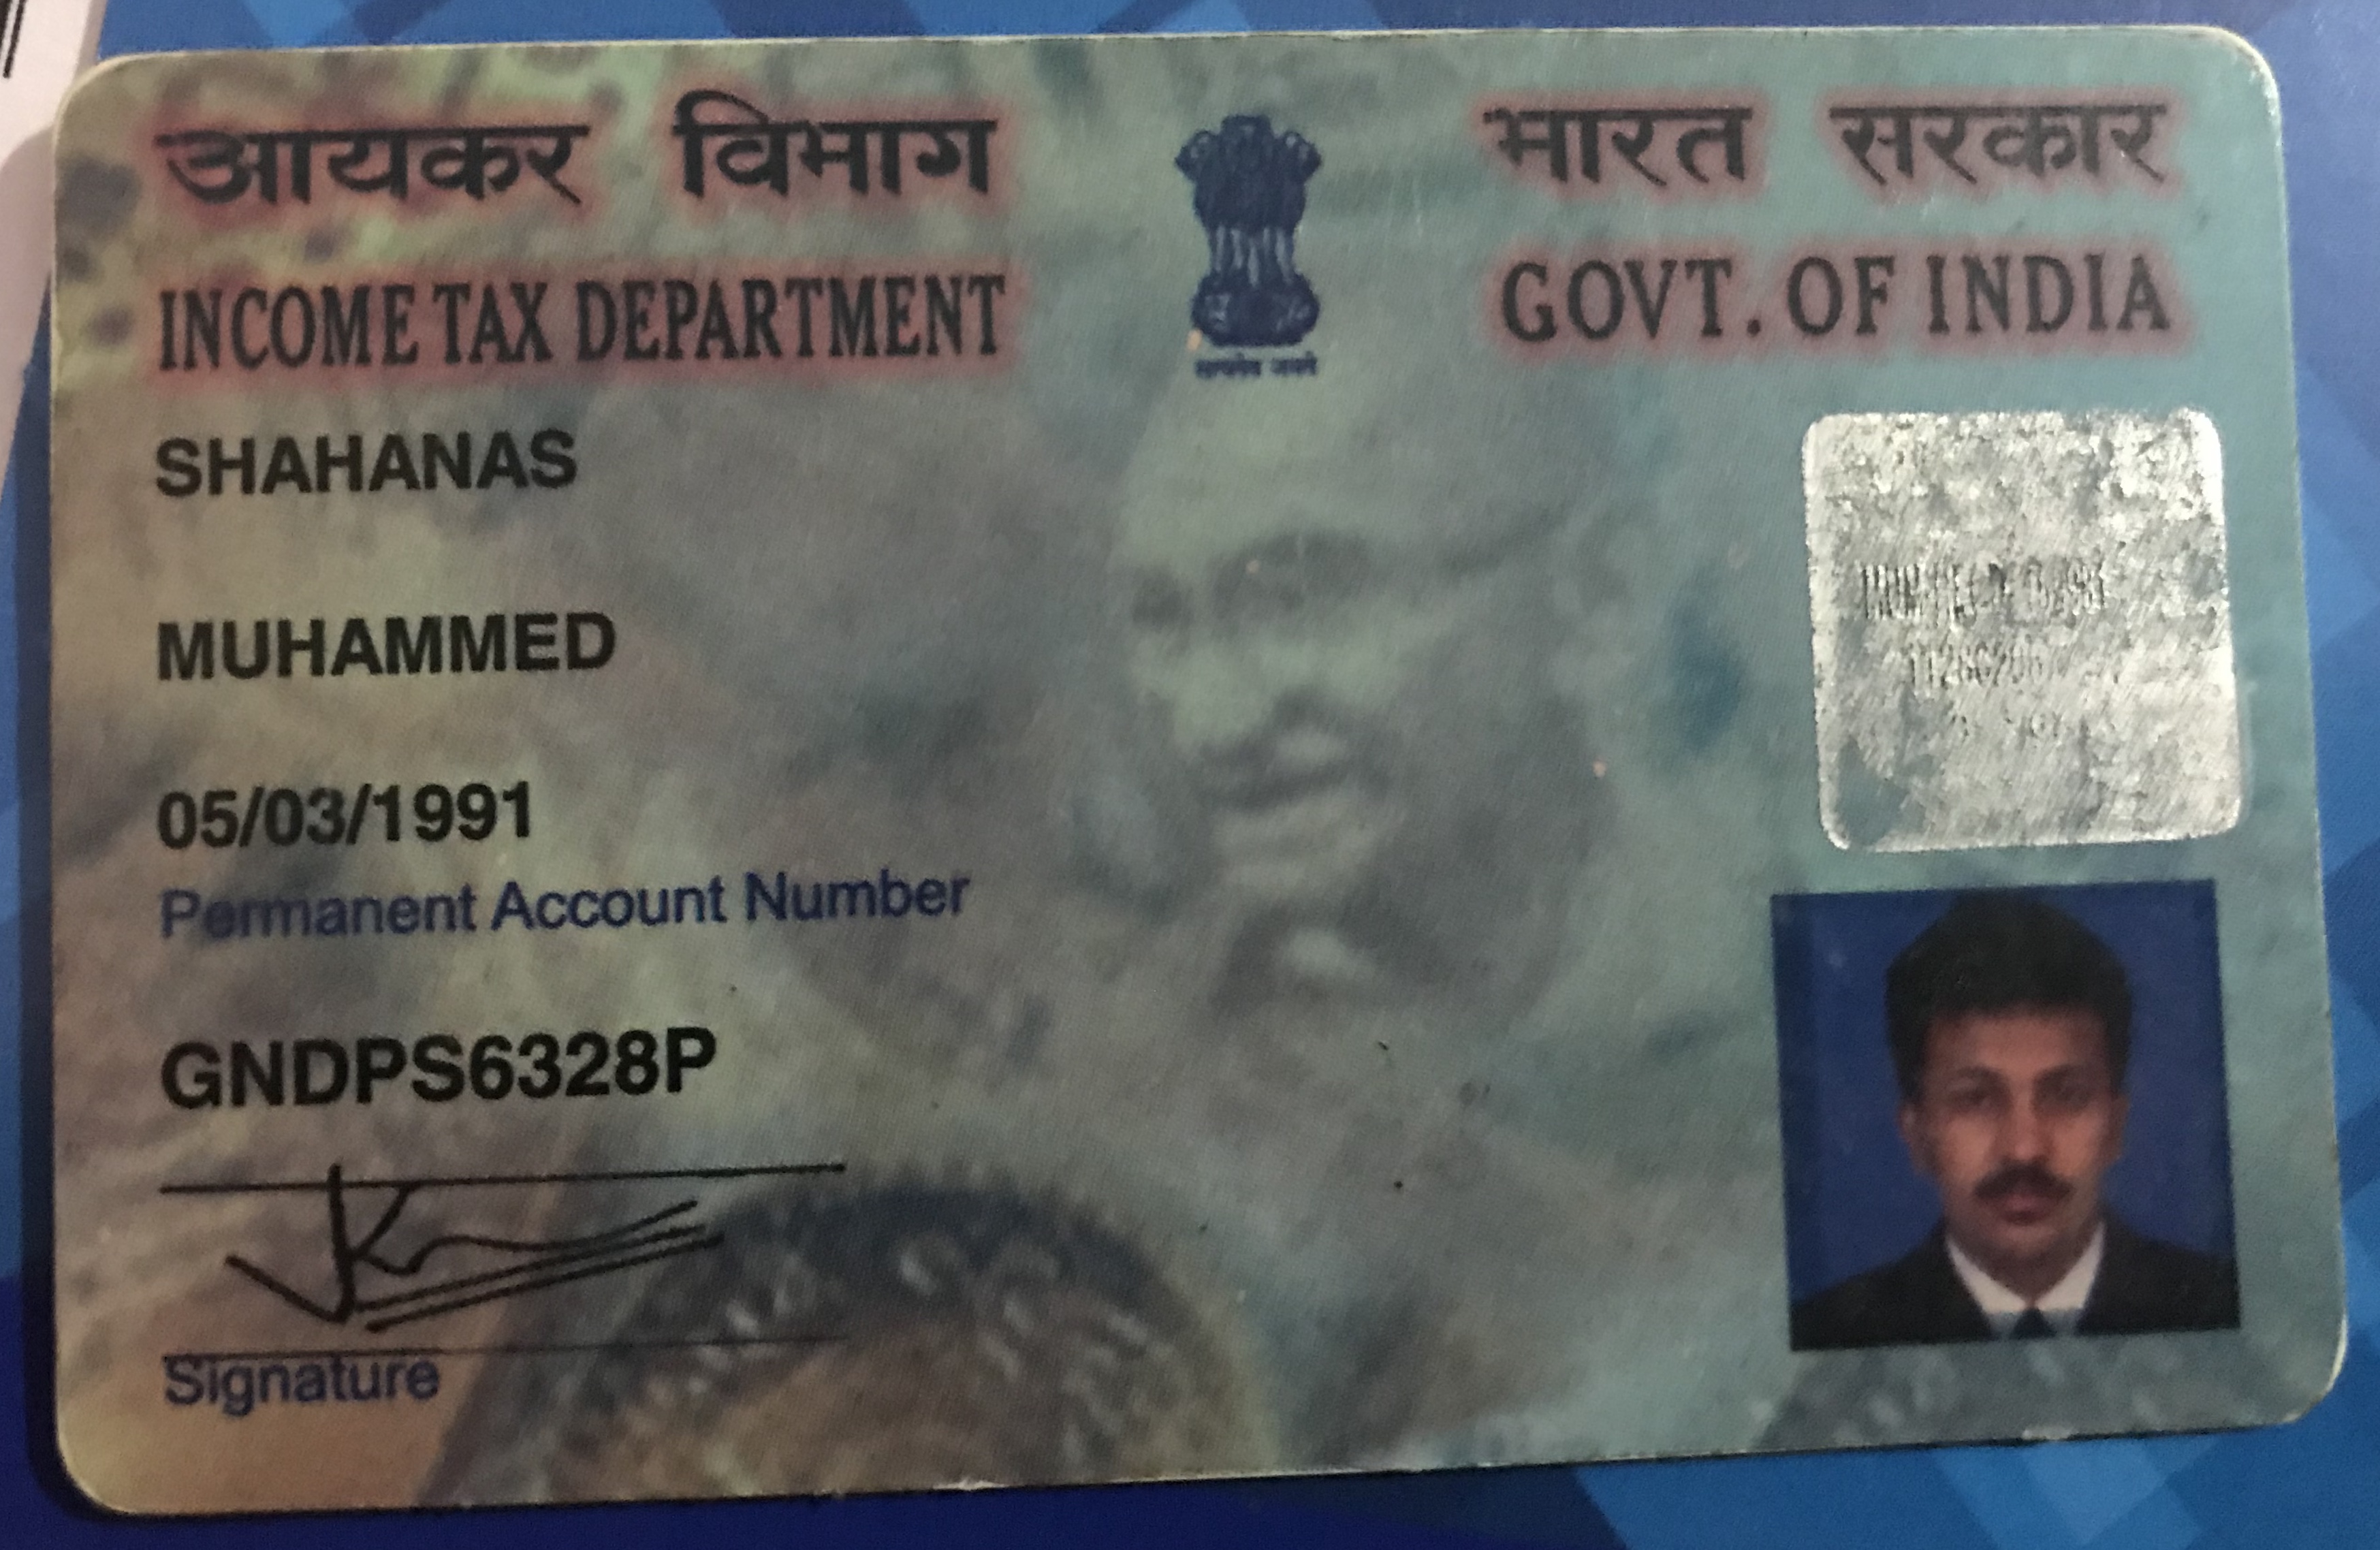 आयकर विभाग
INCOME TAX DEPARTMENT
भारत सरकार
GOVT. OF INDIA
सत्यमेव जयते
SHAHANAS
MUHAMMED
05/03/1991
Permanent Account Number
GNDPS6328P
Signature